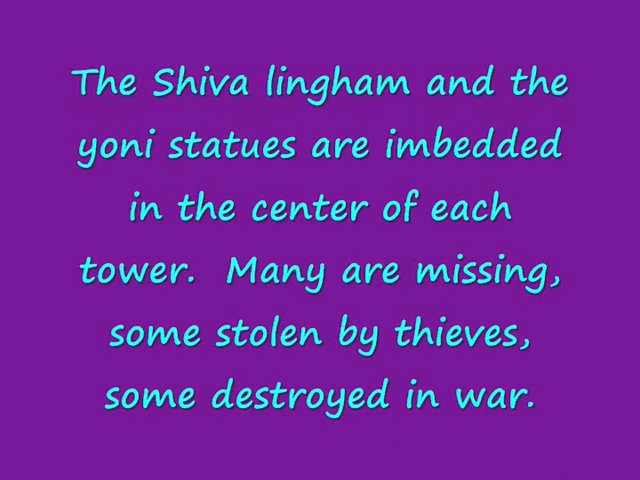 The Shiva lingham and the
yoni statues are imbedded
in the center of each
tower.  Many are missing,
some stolen by thieves,
some destroyed in war.